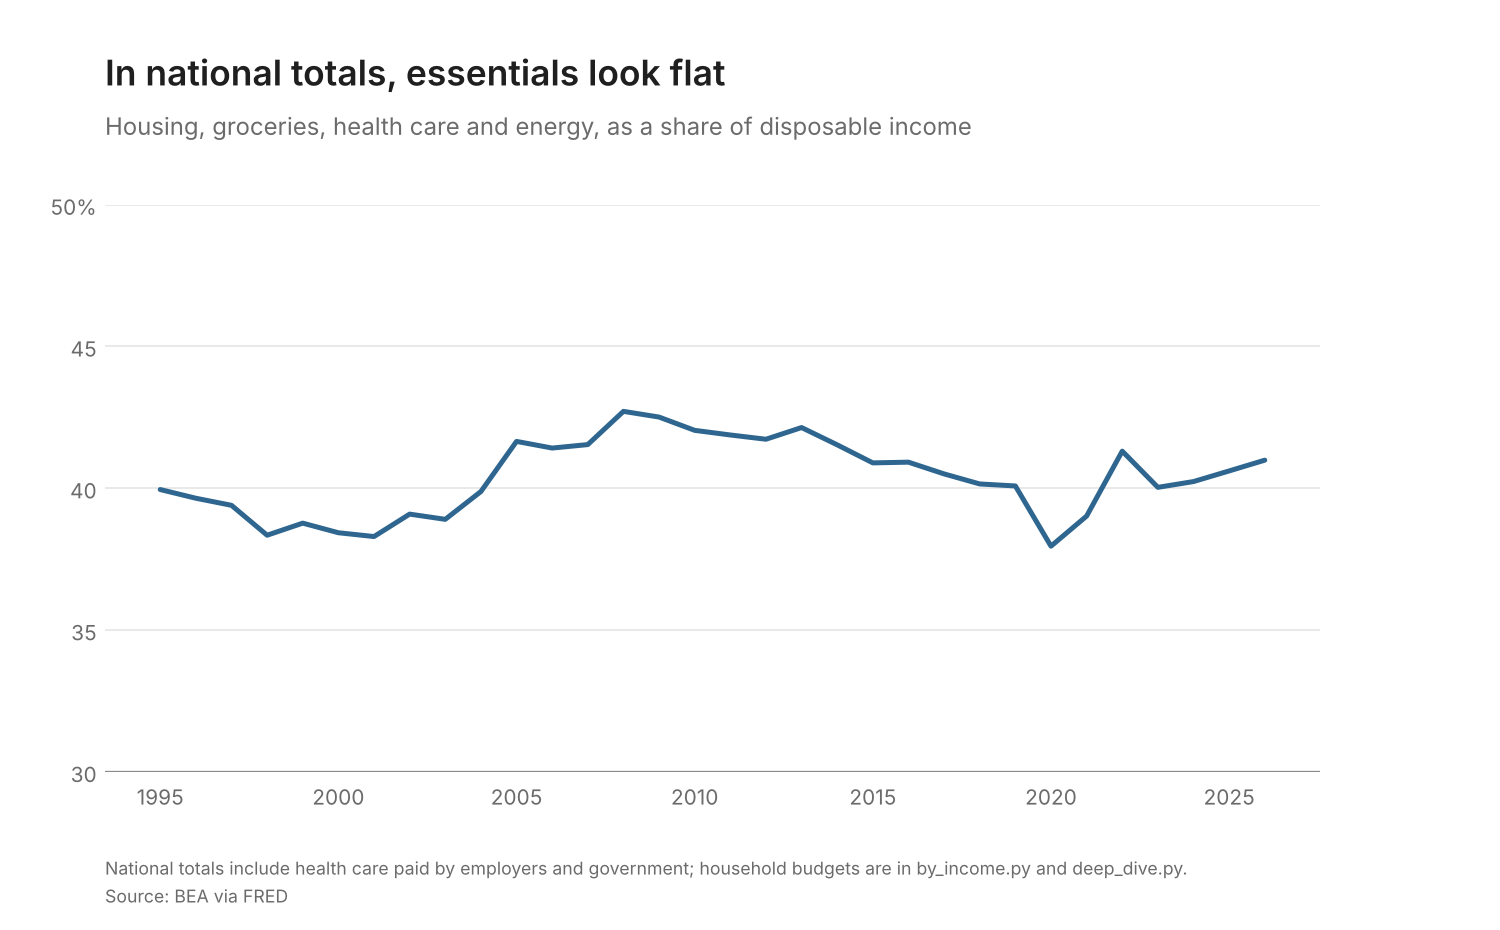 In national totals, essentials look flat
Housing, groceries, health care and energy, as a share of disposable income
50%
45
40
35
30
1995 2000 2005 2010 2015 2020 2025
National totals include health care paid by employers and government; household budgets are in by_income.py and deep_dive.py.
Source: BEA via FRED